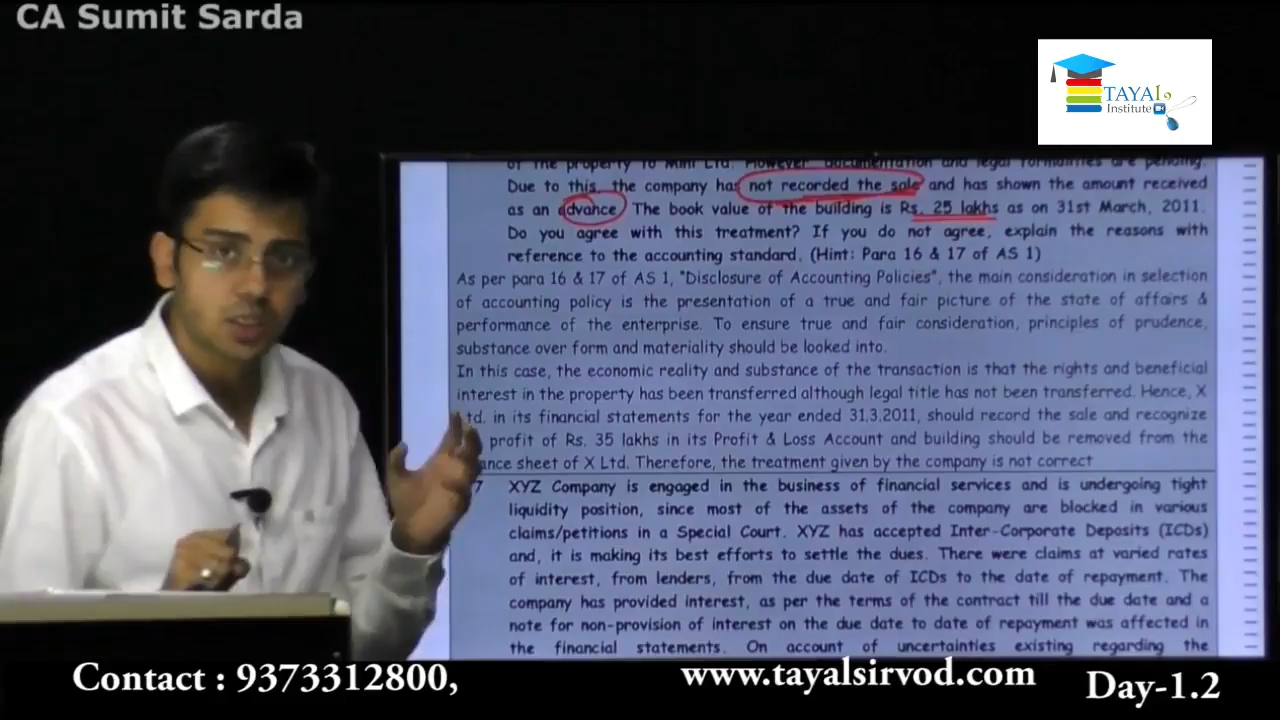 CA Sumit Sarda
TAYALs
Institute
of the property to Mini Ltd. However, documentation and legal formalities are pending.
Due to this, the company has not recorded the sale and has shown the amount received
as an advance. The book value of the building is Rs. 25 lakhs as on 31st March, 2011.
Do you agree with this treatment? If you do not agree, explain the reasons with
reference to the accounting standard. (Hint: Para 16 & 17 of AS 1)
As per para 16 & 17 of AS 1, "Disclosure of Accounting Policies", the main consideration in selection
of accounting policy is the presentation of a true and fair picture of the state of affairs &
performance of the enterprise. To ensure true and fair consideration, principles of prudence,
substance over form and materiality should be looked into.
In this case, the economic reality and substance of the transaction is that the rights and beneficial
interest in the property has been transferred although legal title has not been transferred. Hence, X
td. in its financial statements for the year ended 31.3.2011, should record the sale and recognize
profit of Rs. 35 lakhs in its Profit & Loss Account and building should be removed from the
ance sheet of X Ltd. Therefore, the treatment given by the company is not correct
7 XYZ Company is engaged in the business of financial services and is undergoing tight
liquidity position, since most of the assets of the company are blocked in various
claims/petitions in a Special Court. XYZ has accepted Inter-Corporate Deposits (ICDs)
and, it is making its best efforts to settle the dues. There were claims at varied rates
of interest, from lenders, from the due date of ICDs to the date of repayment. The
company has provided interest, as per the terms of the contract till the due date and a
note for non-provision of interest on the due date to date of repayment was affected in
the financial statements. On account of uncertainties existing regarding the
Contact : 9373312800,
www.tayalsirvod.com
Day-1.2